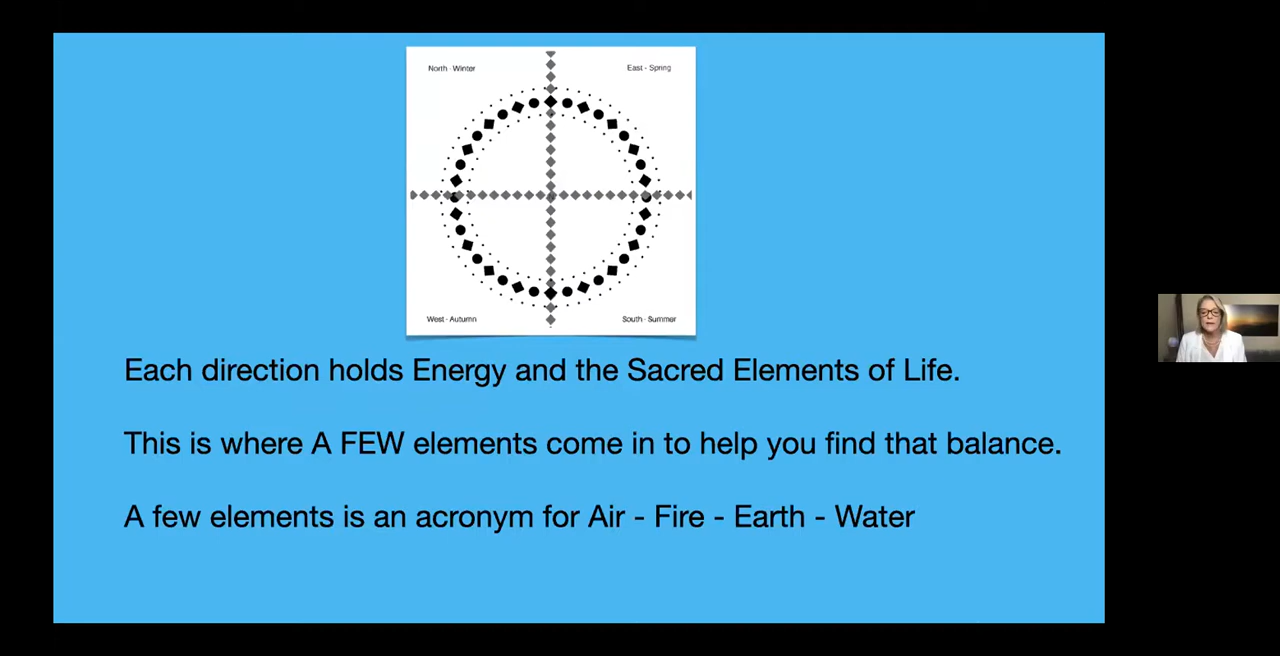 North - Winter
East - Spring
West - Autumn
South - Summer
Each direction holds Energy and the Sacred Elements of Life.
This is where A FEW elements come in to help you find that balance.
A few elements is an acronym for Air - Fire - Earth - Water